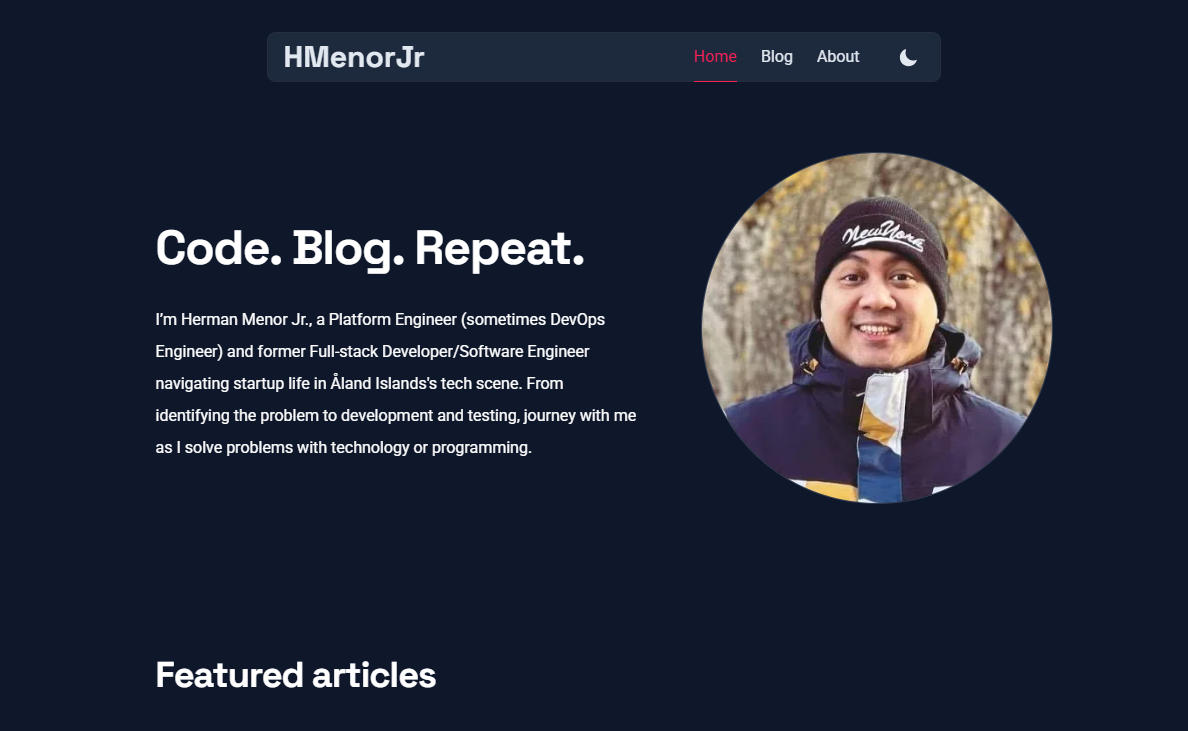 HMenorJr
Home
Blog
About
Code. Blog. Repeat.
I’m Herman Menor Jr., a Platform Engineer (sometimes DevOps
Engineer) and former Full-stack Developer/Software Engineer
navigating startup life in Åland Islands's tech scene. From
identifying the problem to development and testing, journey with me
as I solve problems with technology or programming.
New York
Featured articles